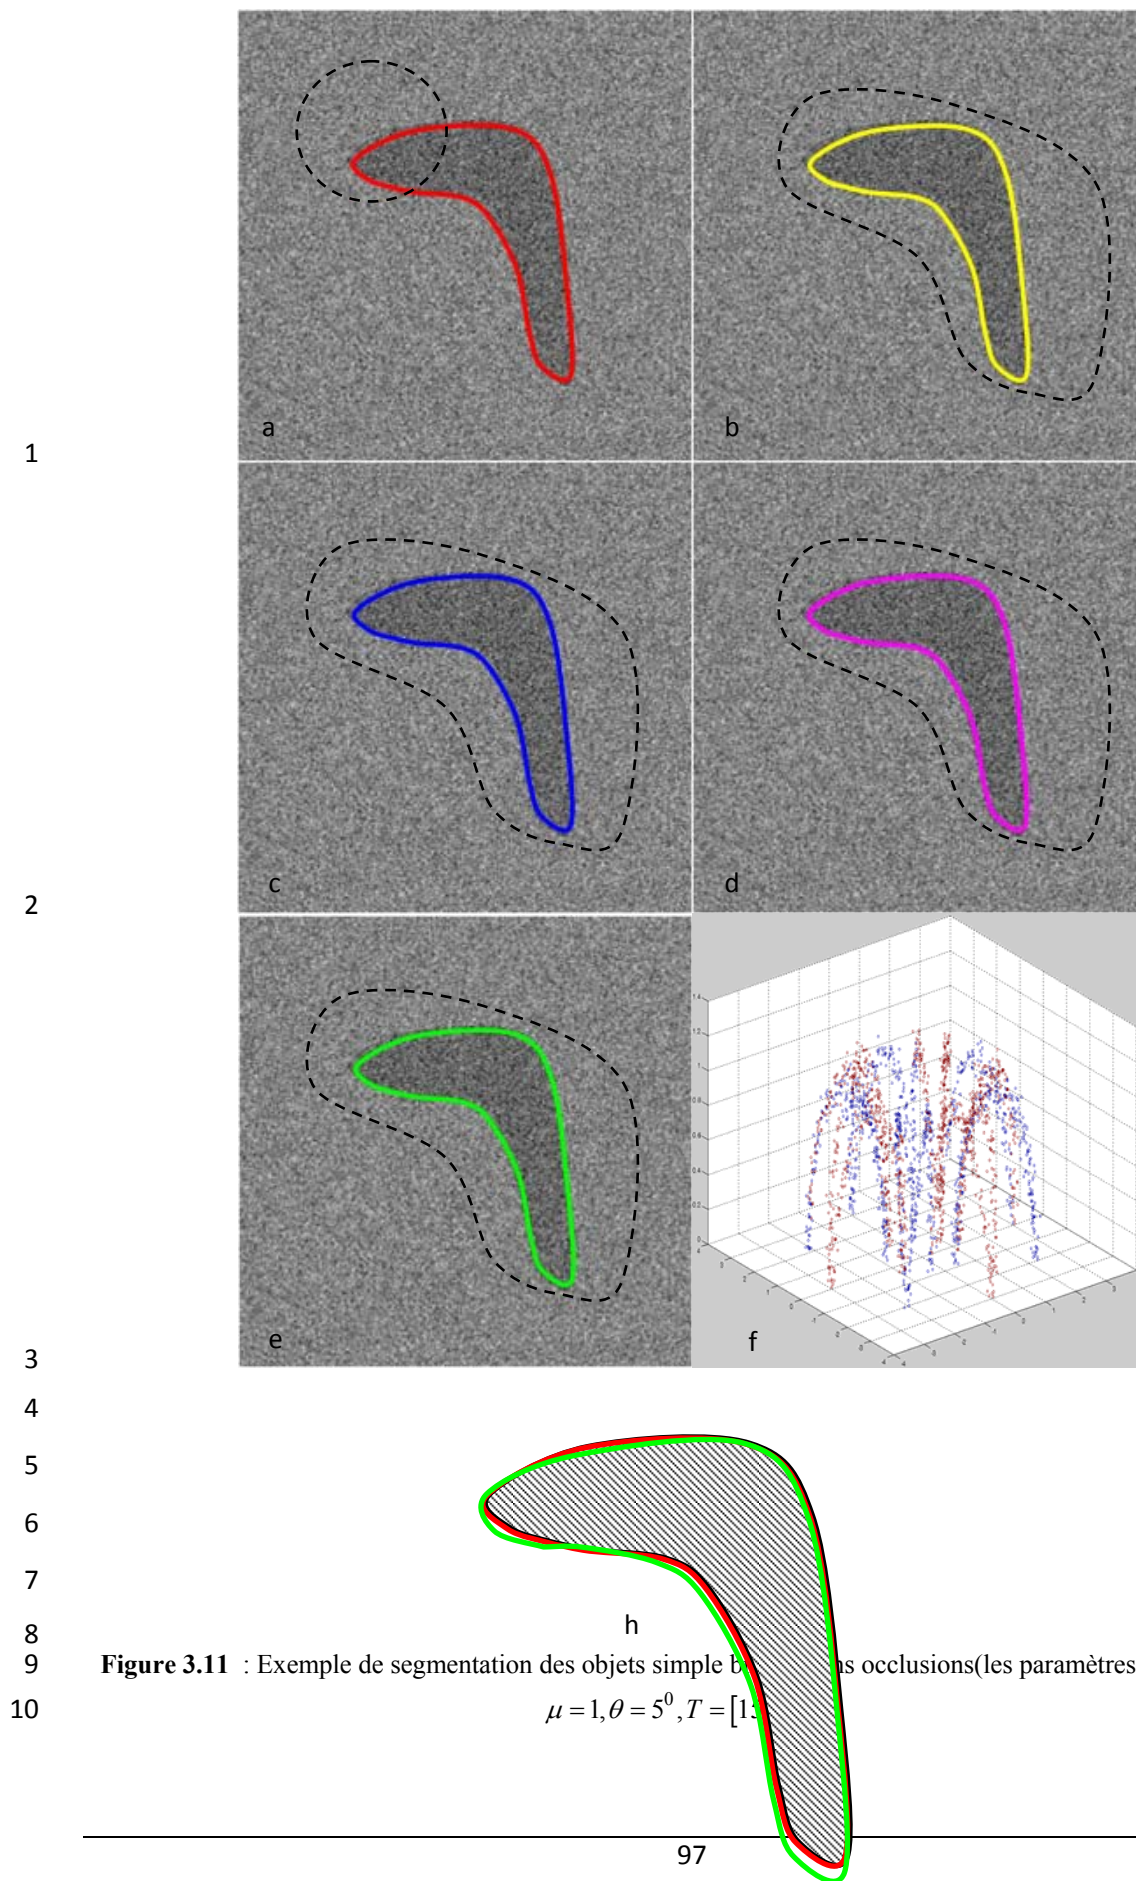 a
b
1
c
d
2
e
f
3
4
5
6
7
h
8
9 Figure 3.11 : Exemple de segmentation des objets simple occlusions(les paramètres
10 μ = 1, θ = 5⁰, T = [
97